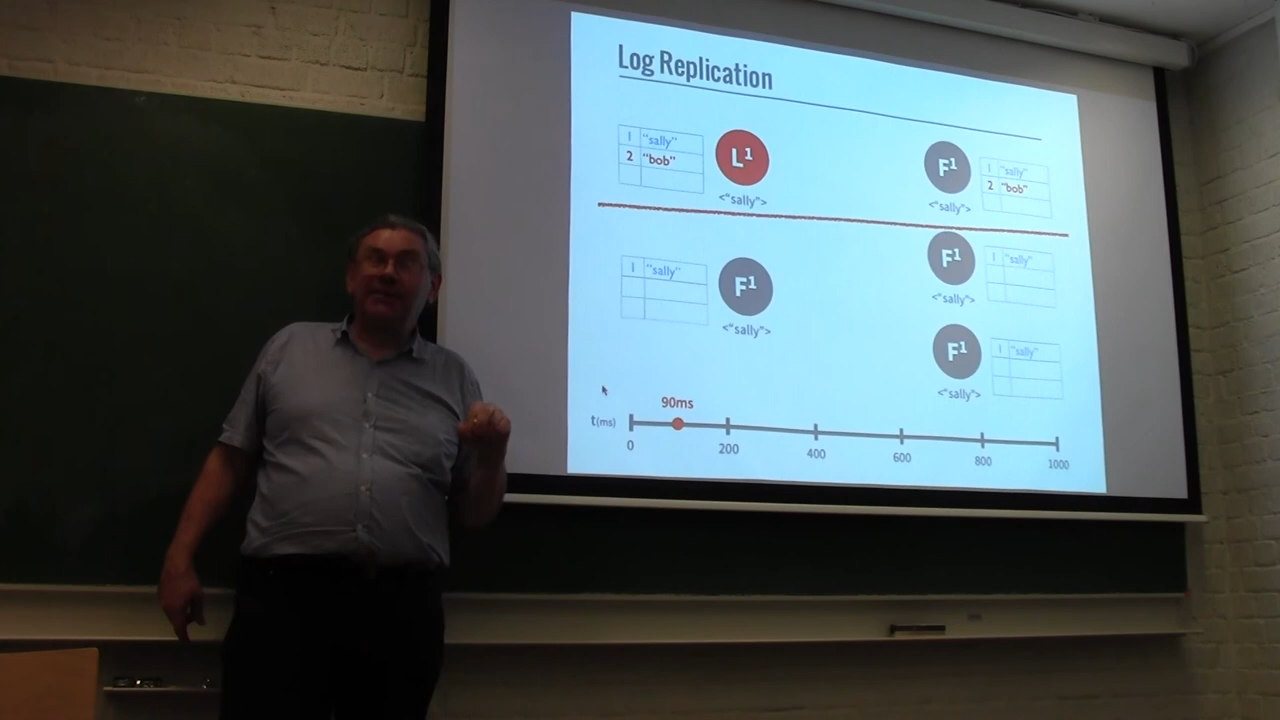 Log Replication
1 "sally"
2 "bob"
L¹
<"sally">
F¹
<"sally">
1 "sally"
2 "bob"
1 "sally"
F¹
<"sally">
F¹
<"sally">
1 "sally"
F¹
<"sally">
1 "sally"
90ms
t(ms)
0 200 400 600 800 1000